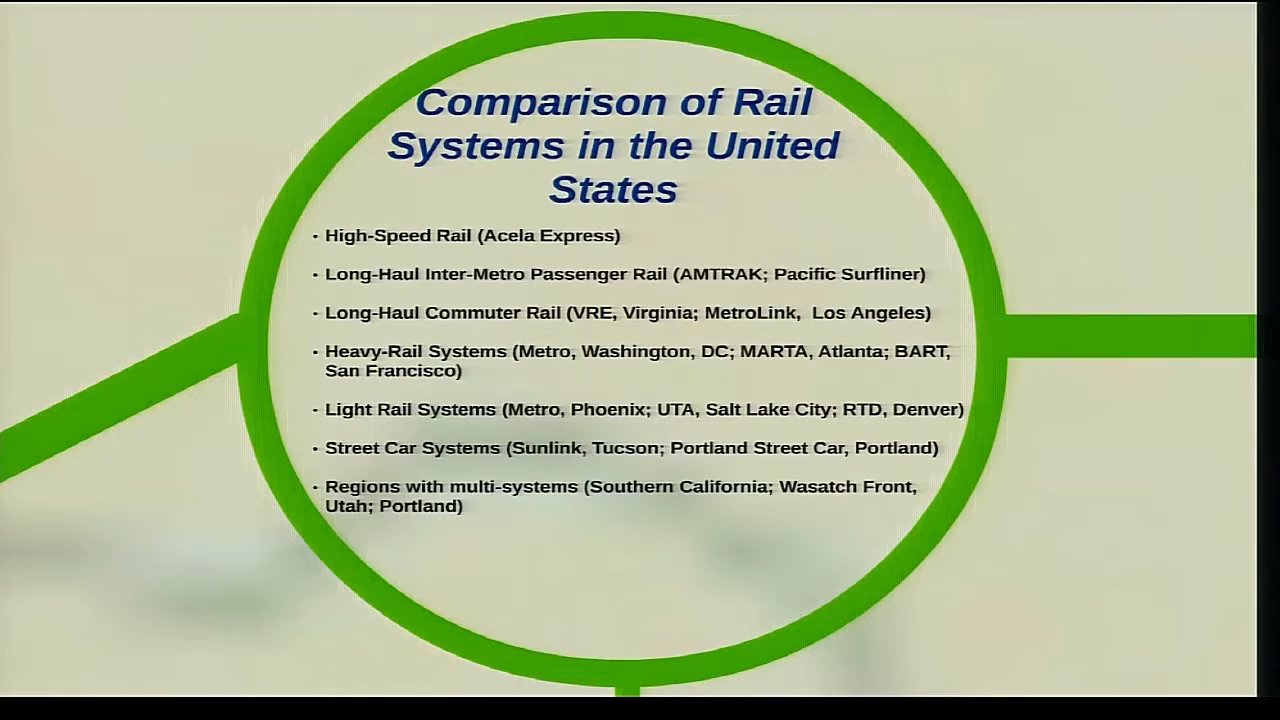 Comparison of Rail
Systems in the United
States
· High-Speed Rail (Acela Express)
· Long-Haul Inter-Metro Passenger Rail (AMTRAK; Pacific Surfliner)
· Long-Haul Commuter Rail (VRE, Virginia; MetroLink,  Los Angeles)
· Heavy-Rail Systems (Metro, Washington, DC; MARTA, Atlanta; BART,
San Francisco)
· Light Rail Systems (Metro, Phoenix; UTA, Salt Lake City; RTD, Denver)
· Street Car Systems (Sunlink, Tucson; Portland Street Car, Portland)
· Regions with multi-systems (Southern California; Wasatch Front,
Utah; Portland)